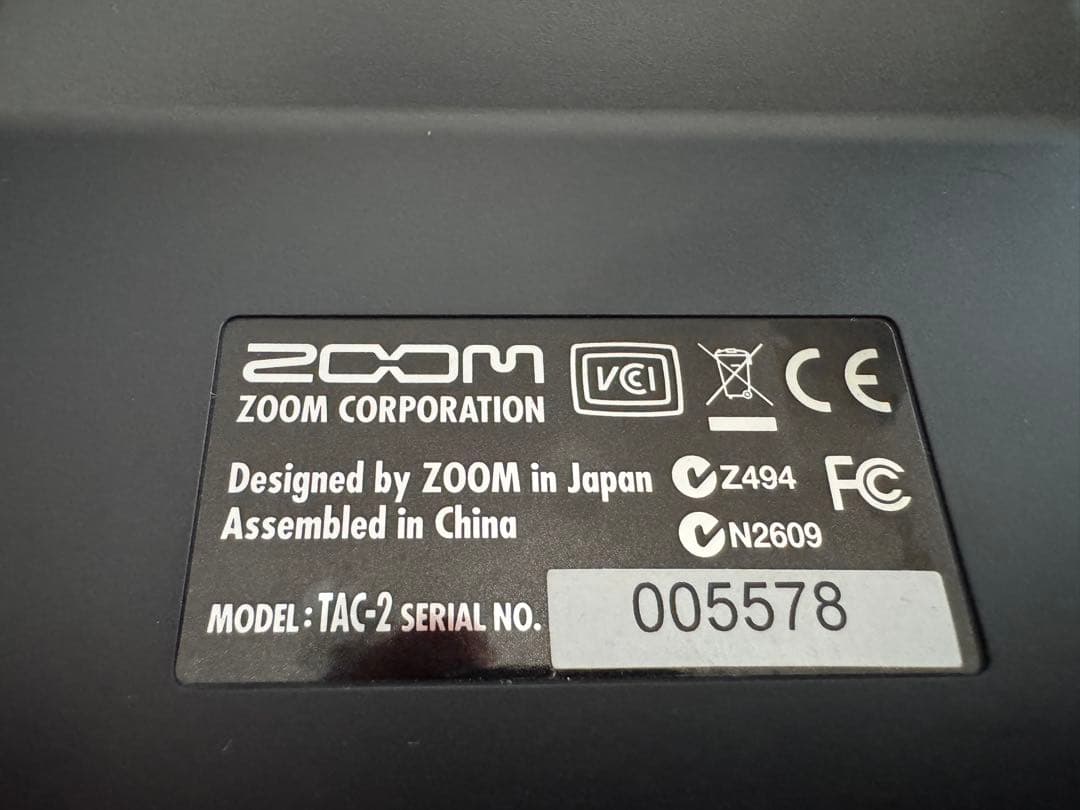 ZOOM
ZOOM CORPORATION
VCCI
CE
Designed by ZOOM in Japan
Assembled in China
Z494
N2609
FC
MODEL : TAC-2 SERIAL NO. 005578